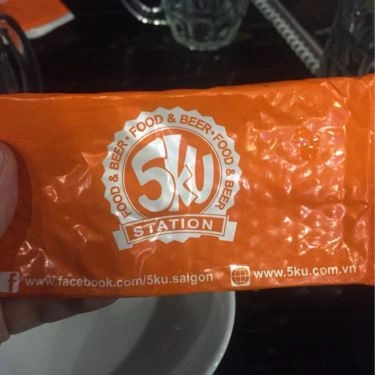 FOOD & BEER · FOOD & BEER · FOOD & BEER
5ku
STATION
f www.facebook.com/5ku.saigon www.5ku.com.vn